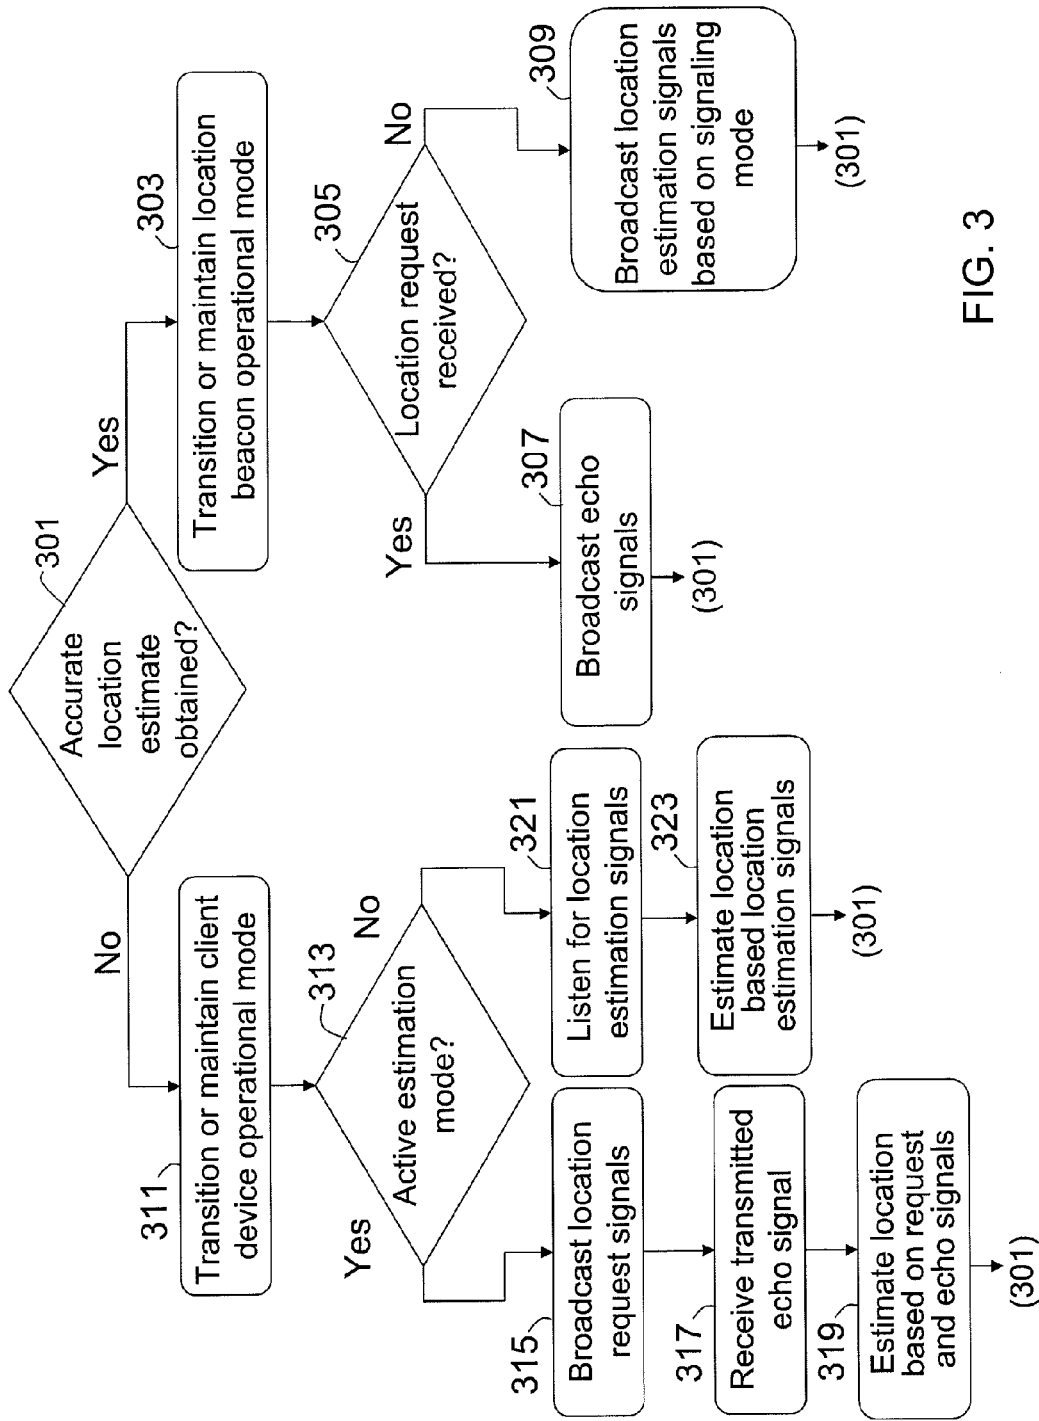 301
Accurate
location
estimate
obtained?
No
Yes
311
Transition or maintain client
device operational mode
303
Transition or maintain location
beacon operational mode
313
Active estimation
mode?
Yes
No
305
Location request
received?
Yes
No
315
Broadcast location
request signals
321
Listen for location
estimation signals
307
Broadcast echo
signals
(301)
309
Broadcast location
estimation signals
based on signaling
mode
(301)
317
Receive transmitted
echo signal
323
Estimate location
based location
estimation signals
(301)
319
Estimate location
based on request
and echo signals
(301)
FIG. 3